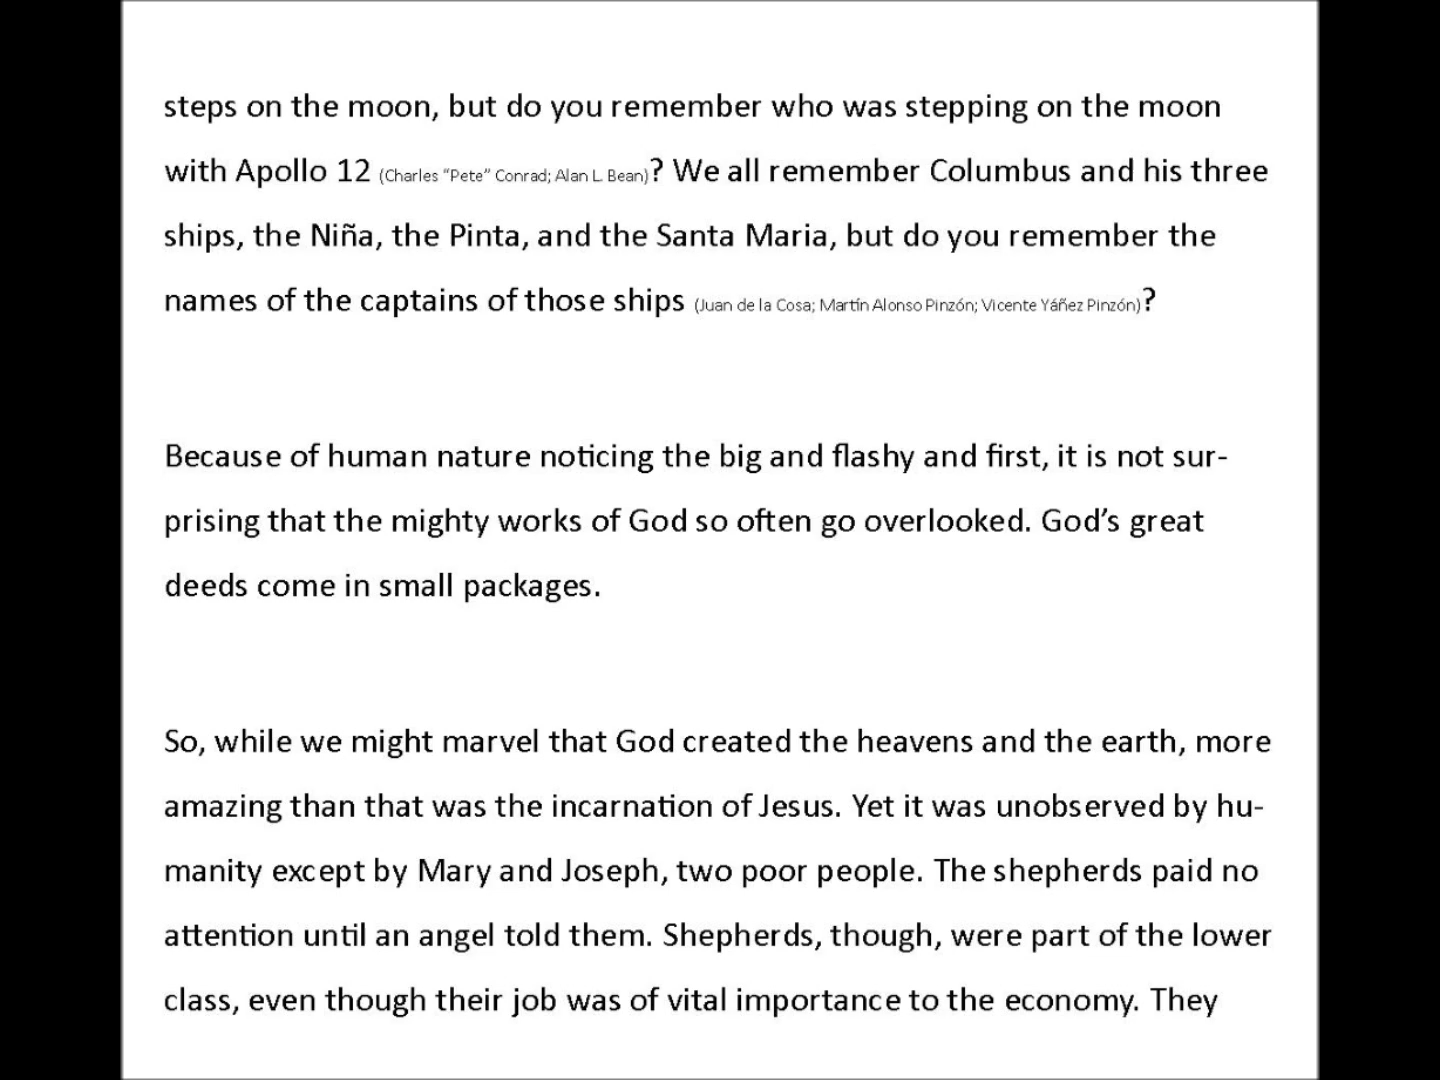 steps on the moon, but do you remember who was stepping on the moon
with Apollo 12 (Charles “Pete” Conrad; Alan L. Bean)? We all remember Columbus and his three
ships, the Niña, the Pinta, and the Santa Maria, but do you remember the
names of the captains of those ships (Juan de la Cosa; Martín Alonso Pinzón; Vicente Yáñez Pinzón)?
Because of human nature noticing the big and flashy and first, it is not sur-
prising that the mighty works of God so often go overlooked. God’s great
deeds come in small packages.
So, while we might marvel that God created the heavens and the earth, more
amazing than that was the incarnation of Jesus. Yet it was unobserved by hu-
manity except by Mary and Joseph, two poor people. The shepherds paid no
attention until an angel told them. Shepherds, though, were part of the lower
class, even though their job was of vital importance to the economy. They